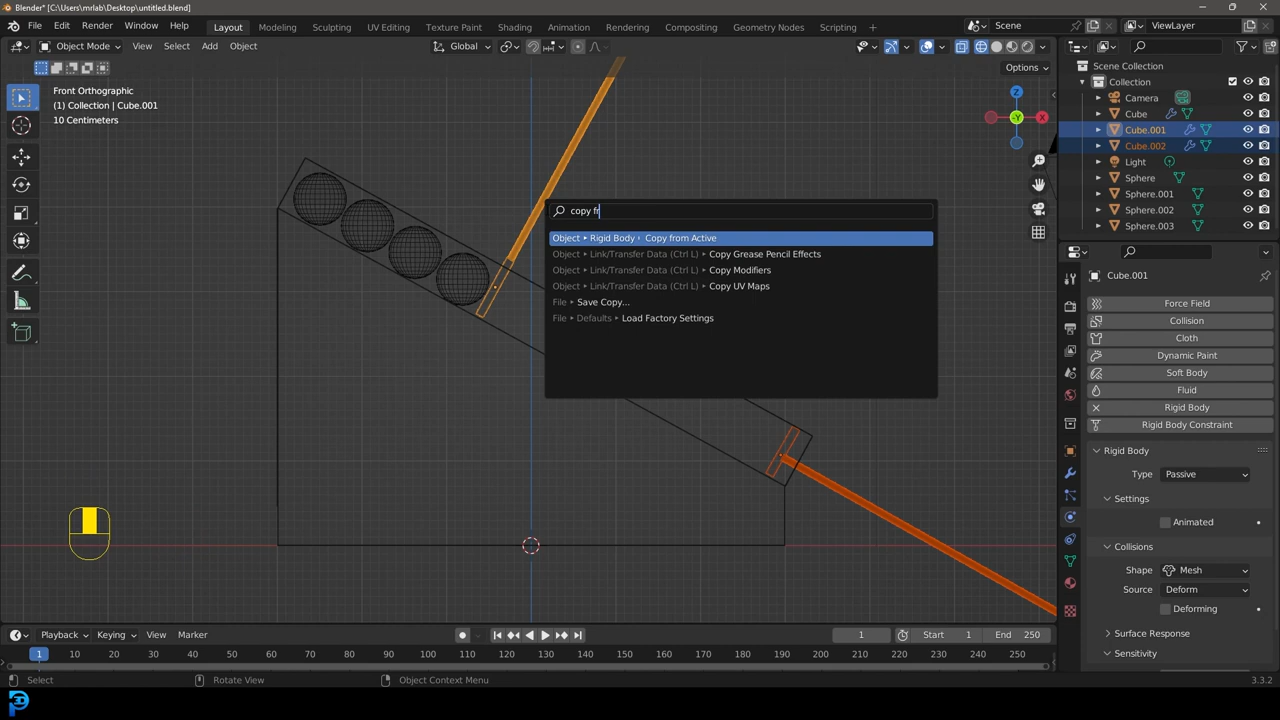 Blender* [C:\Users\mrlab\Desktop\untitled.blend]
File Edit Render Window Help Layout Modeling Sculpting UV Editing Texture Paint Shading Animation Rendering Compositing Geometry Nodes Scripting Scene ViewLayer
Object Mode View Select Add Object Global
Options
Front Orthographic
(1) Collection | Cube.001
10 Centimeters
Z
-Y
X
copy fr
Object ▸ Rigid Body ▸ Copy from Active
Object ▸ Link/Transfer Data (Ctrl L) ▸ Copy Grease Pencil Effects
Object ▸ Link/Transfer Data (Ctrl L) ▸ Copy Modifiers
Object ▸ Link/Transfer Data (Ctrl L) ▸ Copy UV Maps
File ▸ Save Copy...
File ▸ Defaults ▸ Load Factory Settings
Scene Collection
Collection
Camera
Cube
Cube.001
Cube.002
Light
Sphere
Sphere.001
Sphere.002
Sphere.003
Cube.001
Force Field
Collision
Cloth
Dynamic Paint
Soft Body
Fluid
Rigid Body
Rigid Body Constraint
Rigid Body
Type Passive
Settings
Animated
Collisions
Shape Mesh
Source Deform
Deforming
Surface Response
Sensitivity
Playback Keying View Marker 1 Start 1 End 250
1 10 20 30 40 50 60 70 80 90 100 110 120 130 140 150 160 170 180 190 200 210 220 230 240 250
Select Rotate View Object Context Menu 3.3.2